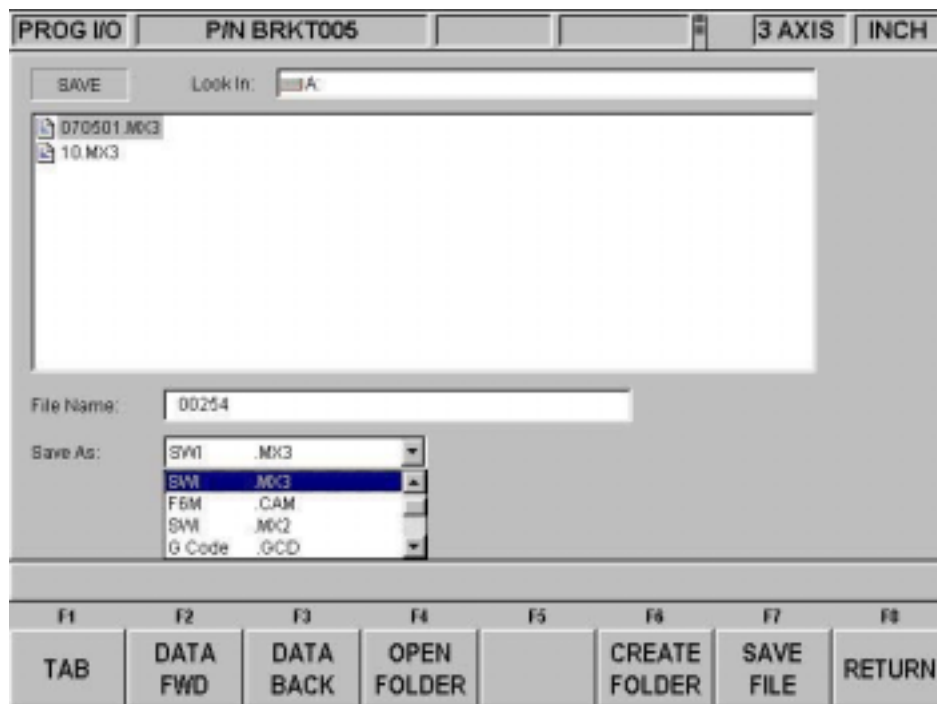 PROG I/O P/N BRKT005 3 AXIS INCH
SAVE Look In: A:
070501.MX3
10.MX3
File Name: 00254
Save As: SWI .MX3
SWI .MX3
F6M .CAM
SWI .MX2
G Code .GCD
F1 F2 F3 F4 F5 F6 F7 F8
TAB DATA FWD DATA BACK OPEN FOLDER CREATE FOLDER SAVE FILE RETURN